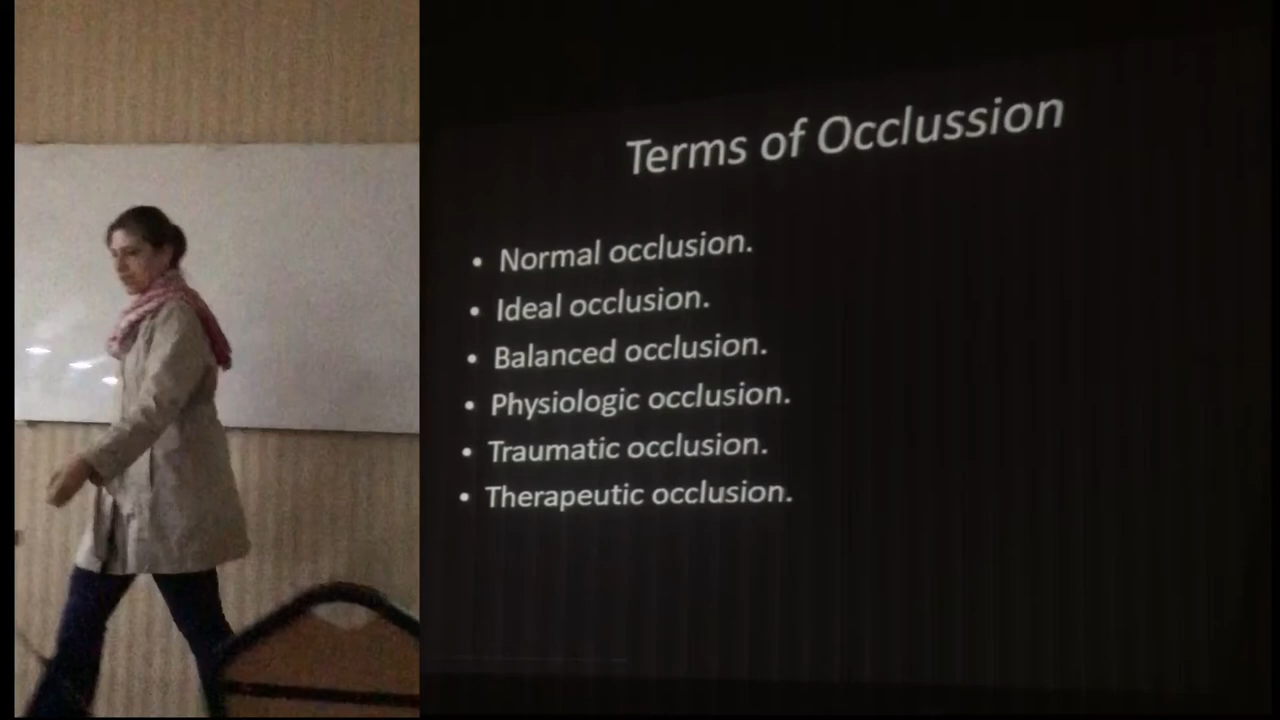 Terms of Occlussion
• Normal occlusion.
• Ideal occlusion.
• Balanced occlusion.
• Physiologic occlusion.
• Traumatic occlusion.
• Therapeutic occlusion.